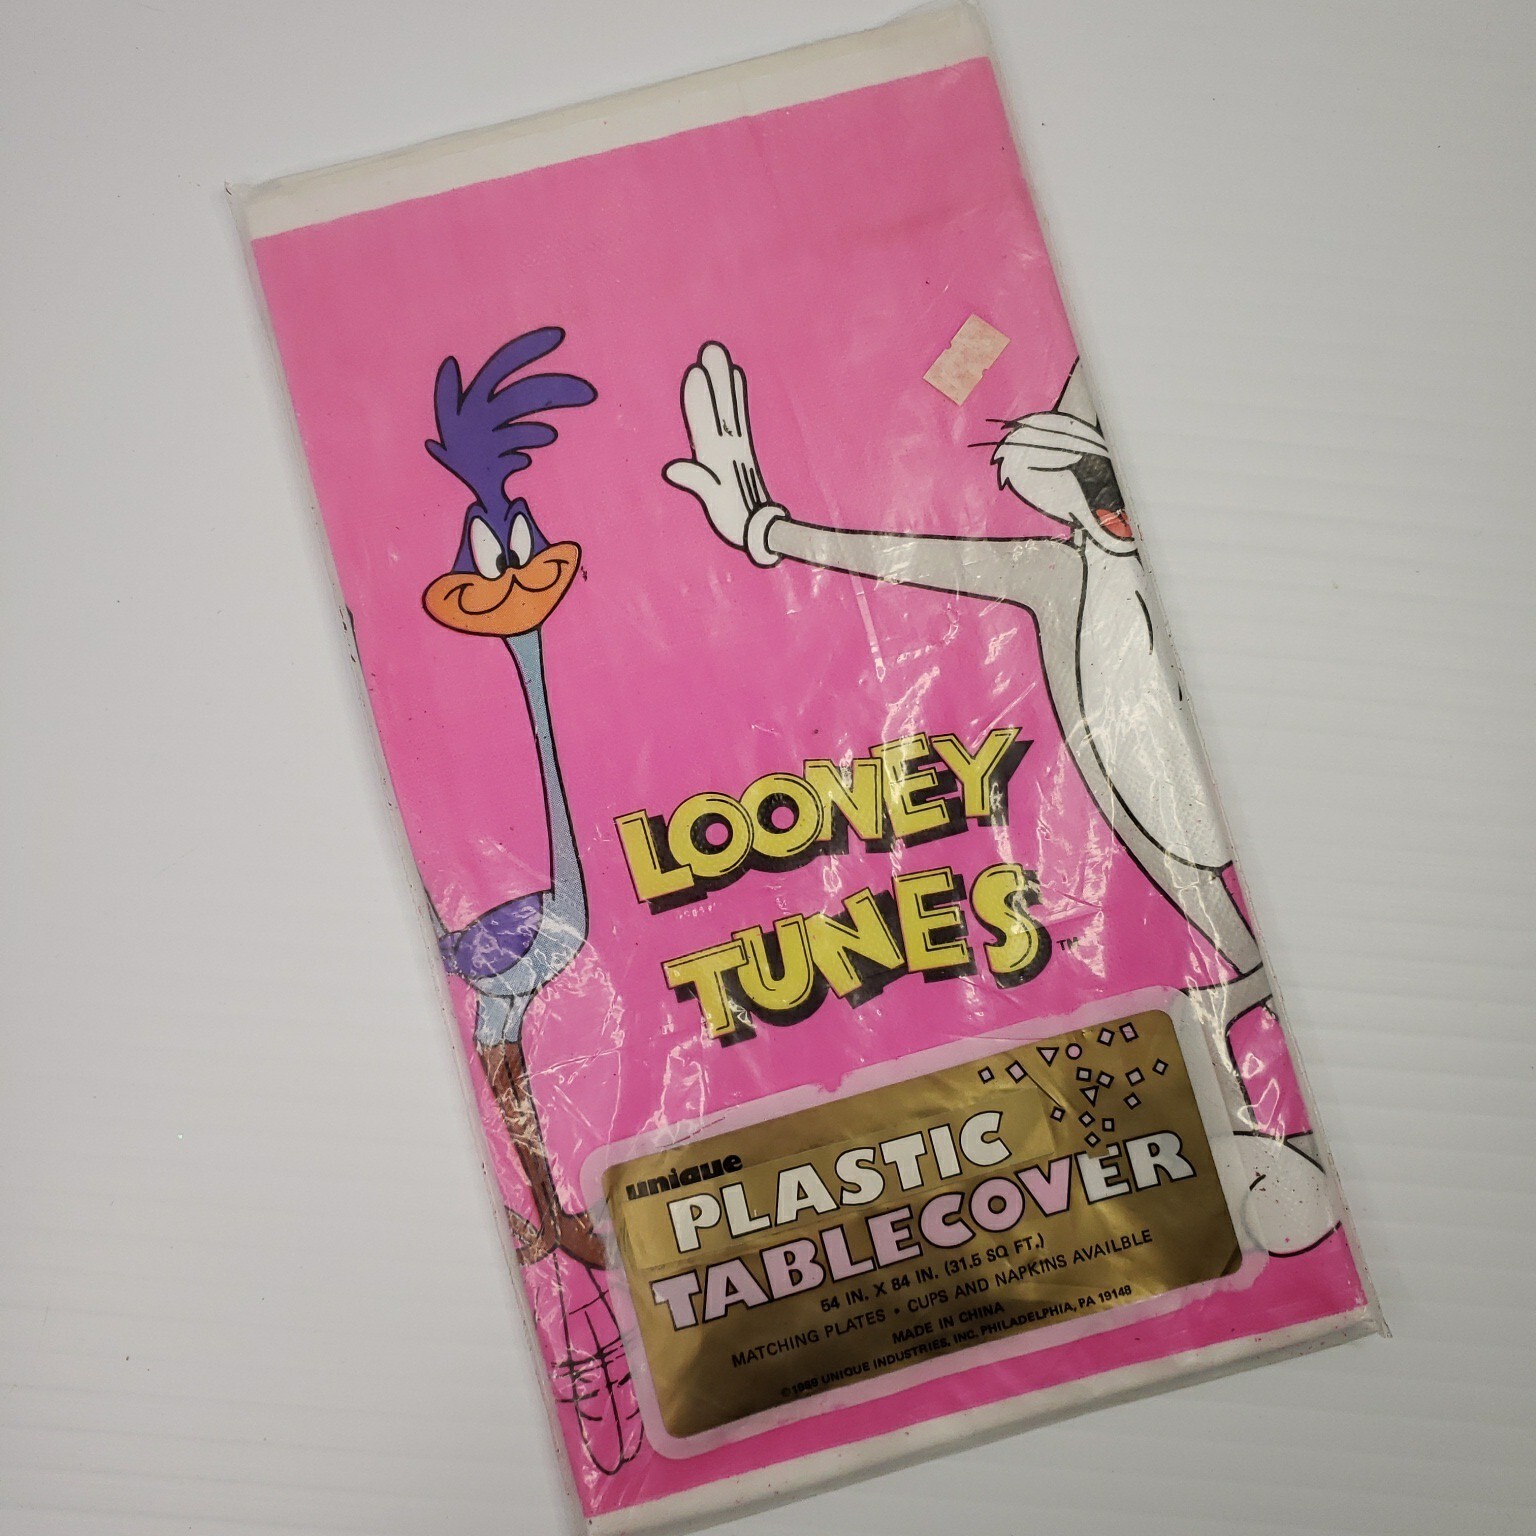 LOONEY
TUNES™
unique
PLASTIC
TABLECOVER
54 IN. X 84 IN. (31.5 SQ FT.)
MATCHING PLATES • CUPS AND NAPKINS AVAILBLE
MADE IN CHINA
©1989 UNIQUE INDUSTRIES, INC. PHILADELPHIA, PA 19148